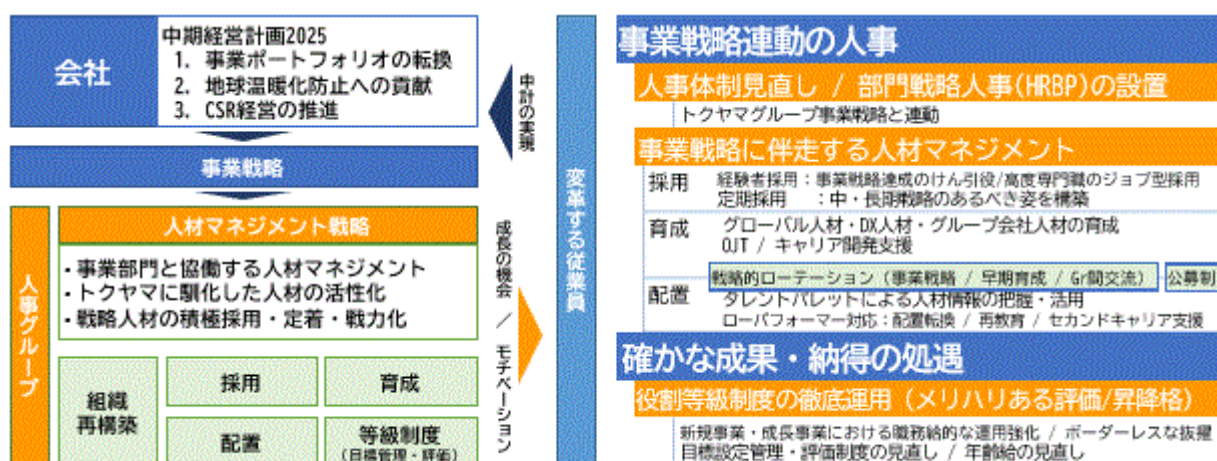 会社
中期経営計画2025
1. 事業ポートフォリオの転換
2. 地球温暖化防止への貢献
3. CSR経営の推進
事業戦略
人事グループ
人材マネジメント戦略
・事業部門と協働する人材マネジメント
・トクヤマに馴化した人材の活性化
・戦略人材の積極採用・定着・戦力化
組織
再構築
採用
育成
配置
等級制度
(目標管理・評価)
中計の実現
成長の機会 / モチベーション
変革する従業員
事業戦略連動の人事
人事体制見直し / 部門戦略人事(HRBP)の設置
トクヤマグループ事業戦略と連動
事業戦略に伴走する人材マネジメント
採用 経験者採用：事業戦略達成のけん引役/高度専門職のジョブ型採用
定期採用 ：中・長期戦略のあるべき姿を構築
育成 グローバル人材・DX人材・グループ会社人材の育成
OJT / キャリア開発支援
戦略的ローテーション（事業戦略 / 早期育成 / Gr間交流） 公募制
配置 タレントパレットによる人材情報の把握・活用
ローパフォーマー対応：配置転換 / 再教育 / セカンドキャリア支援
確かな成果・納得の処遇
役割等級制度の徹底運用（メリハリある評価/昇降格）
新規事業・成長事業における職務給的な運用強化 / ボーダーレスな抜擢
目標設定管理・評価制度の見直し / 年齢給の見直し